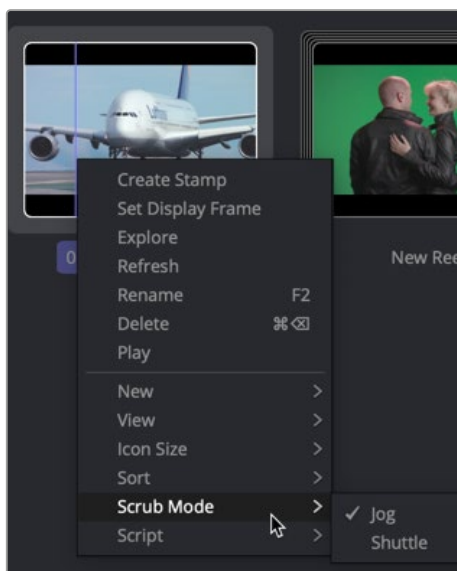 0
New Ree
Create Stamp
Set Display Frame
Explore
Refresh
Rename F2
Delete ⌘⌫
Play
New >
View >
Icon Size >
Sort >
Scrub Mode >
Script >
✓ Jog
Shuttle